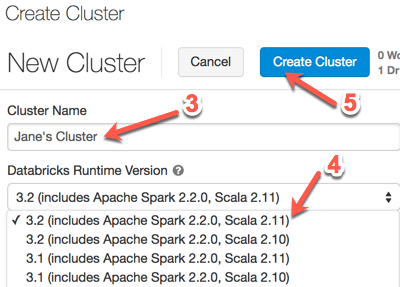 Create Cluster
New Cluster
Cancel
Create Cluster
0 Wo
1 Dr
5
3
Cluster Name
Jane's Cluster
4
Databricks Runtime Version ?
3.2 (includes Apache Spark 2.2.0, Scala 2.11)
✓ 3.2 (includes Apache Spark 2.2.0, Scala 2.11)
3.2 (includes Apache Spark 2.2.0, Scala 2.10)
3.1 (includes Apache Spark 2.2.0, Scala 2.11)
3.1 (includes Apache Spark 2.2.0, Scala 2.10)